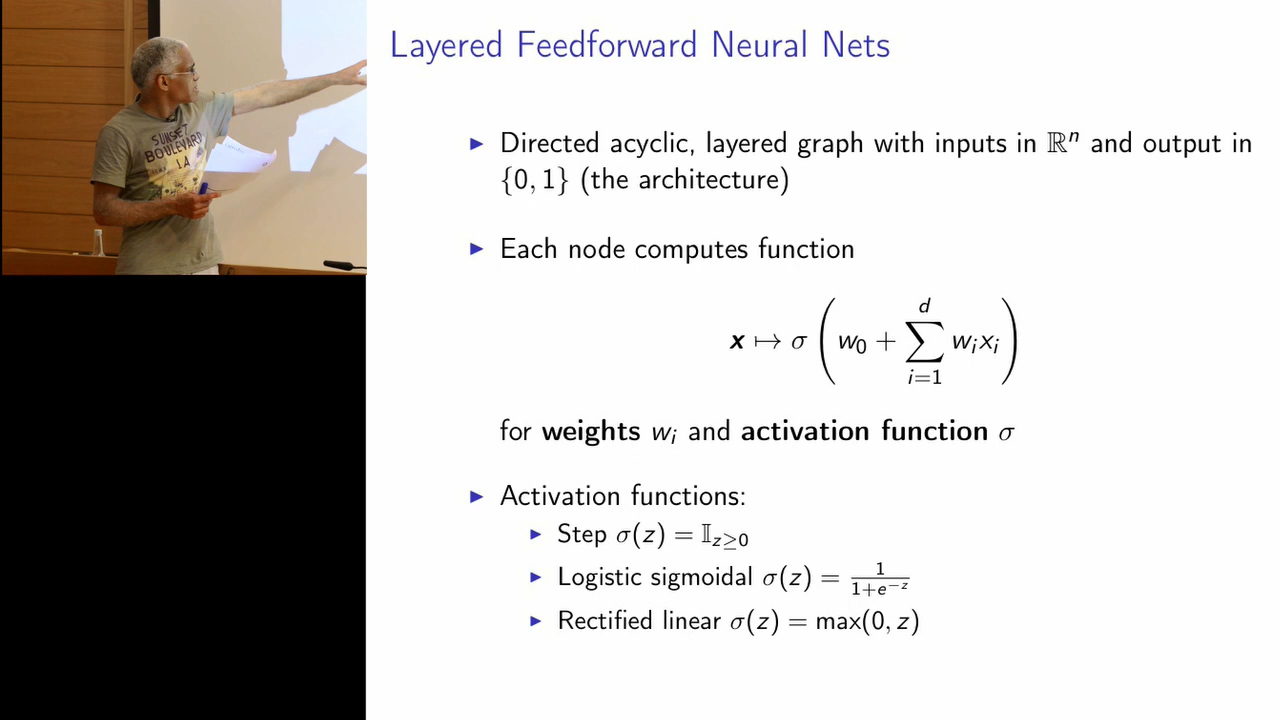 Layered Feedforward Neural Nets
▶ Directed acyclic, layered graph with inputs in ℝⁿ and output in
{0, 1} (the architecture)
▶ Each node computes function
x ↦ σ ( w₀ + ∑_{i=1}^{d} wᵢxᵢ )
for weights wᵢ and activation function σ
▶ Activation functions:
▶ Step σ(z) = 𝕀_{z≥0}
▶ Logistic sigmoidal σ(z) = 1/(1+e^{−z})
▶ Rectified linear σ(z) = max(0, z)
SUNSET
BOULEVARD
LA